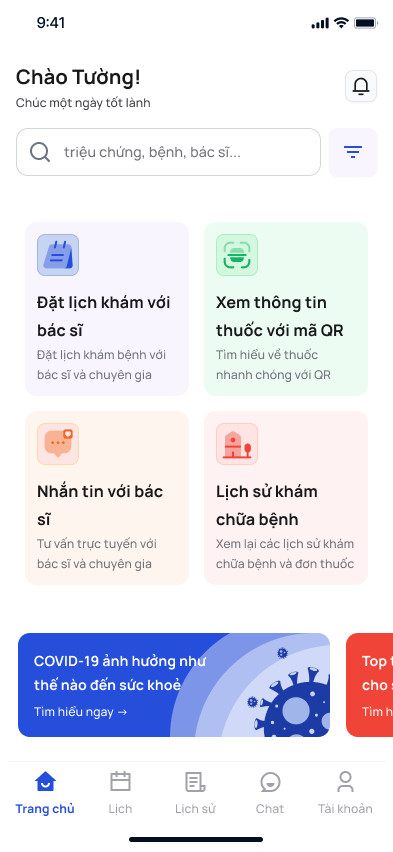 9:41
Chào Tường!
Chúc một ngày tốt lành
triệu chứng, bệnh, bác sĩ...
Đặt lịch khám với
bác sĩ
Đặt lịch khám bệnh với
bác sĩ và chuyên gia
Xem thông tin
thuốc với mã QR
Tìm hiểu về thuốc
nhanh chóng với QR
Nhắn tin với bác
sĩ
Tư vấn trực tuyến với
bác sĩ và chuyên gia
Lịch sử khám
chữa bệnh
Xem lại các lịch sử khám
chữa bệnh và đơn thuốc
COVID-19 ảnh hưởng như
thế nào đến sức khoẻ
Tìm hiểu ngay →
Top
cho
Tìm
Trang chủ
Lịch
Lịch sử
Chat
Tài khoản